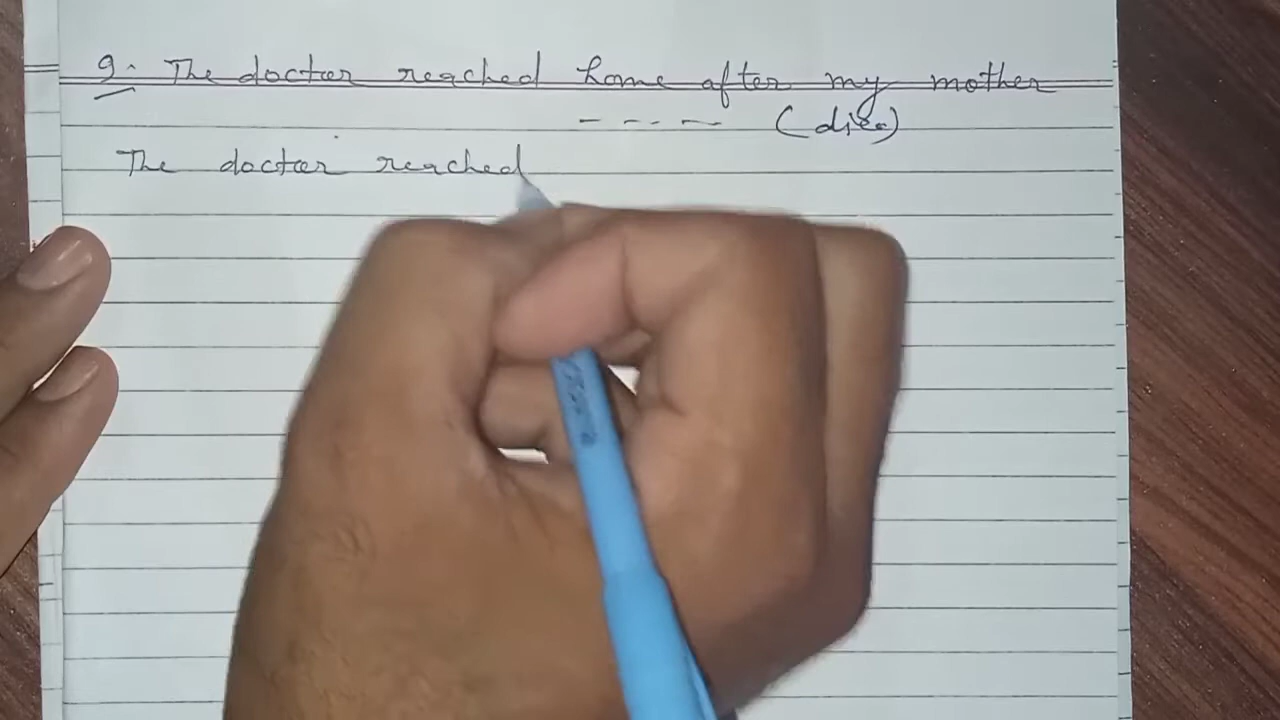 9. The doctor reached home after my mother
---- (die)
The doctor reached